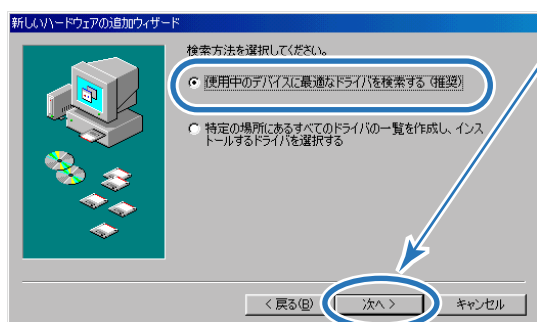 新しいハードウェアの追加ウィザード
検索方法を選択してください。
使用中のデバイスに最適なドライバを検索する (推奨)
特定の場所にあるすべてのドライバの一覧を作成し、インス
トールするドライバを選択する
< 戻る(B)
次へ >
キャンセル